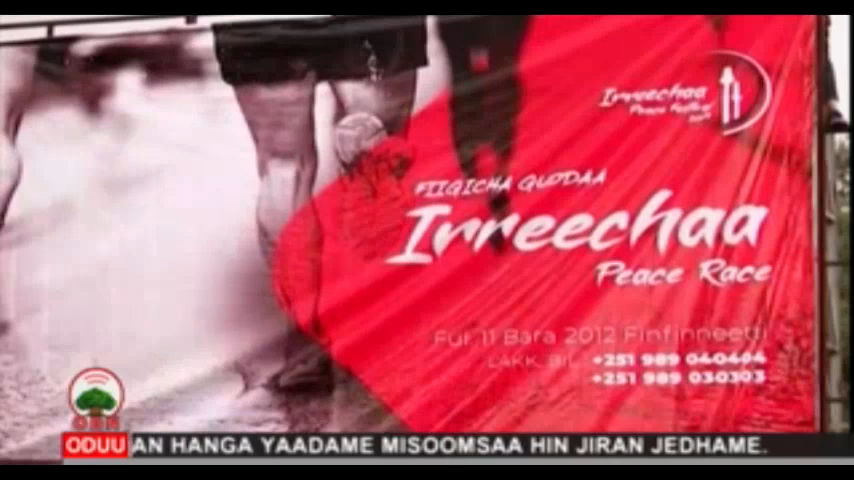 Irreechaa
Peace Festival
FIIGICHA GUDDAA
Irreechaa
Peace Race
Ful. 11 Bara 2012 Finfinneetti
LAKK. BIL.: +251 989 040404
+251 989 030303
OBN
ODUU AN HANGA YAADAME MISOOMSAA HIN JIRAN JEDHAME.